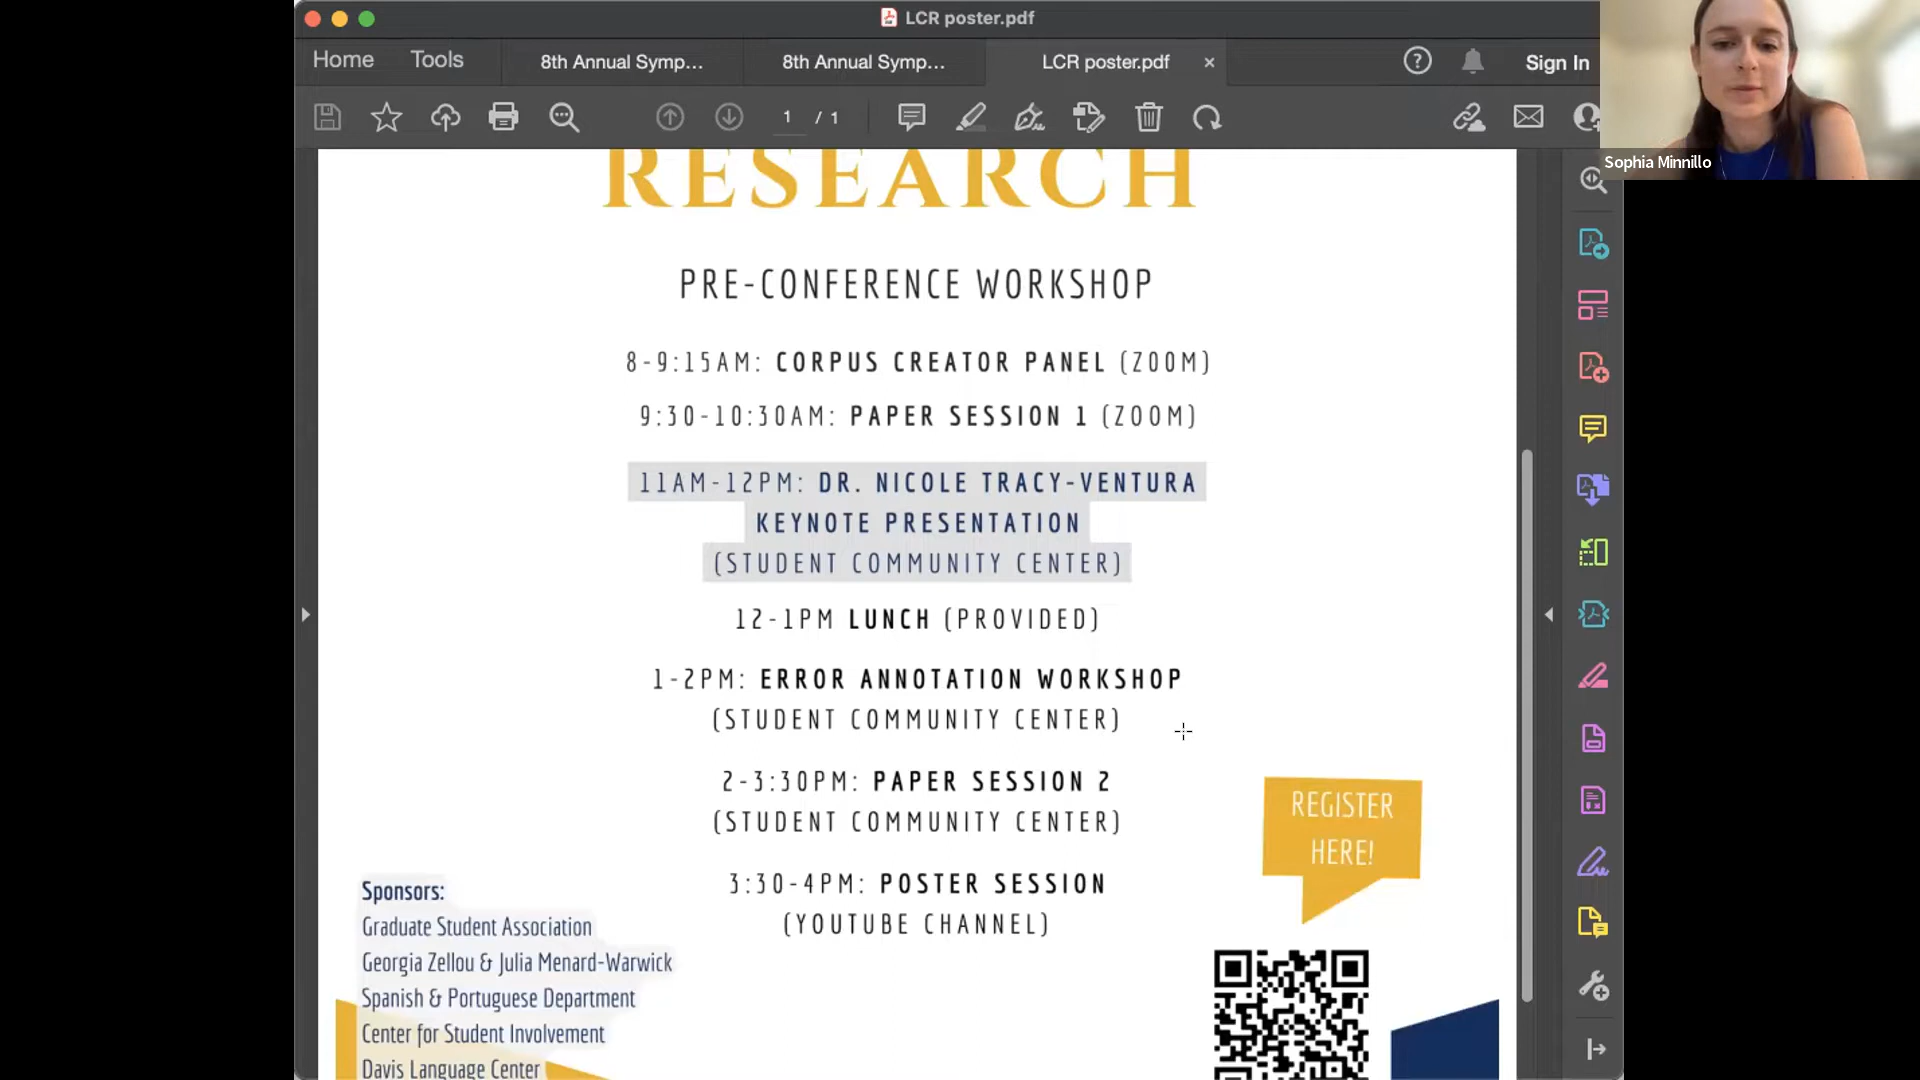 LCR poster.pdf
Home
Tools
8th Annual Symp...
8th Annual Symp...
LCR poster.pdf
×
Sign In
1 / 1
Sophia Minnillo
RESEARCH
PRE-CONFERENCE WORKSHOP
8-9:15AM: CORPUS CREATOR PANEL (ZOOM)
9:30-10:30AM: PAPER SESSION 1 (ZOOM)
11AM-12PM: DR. NICOLE TRACY-VENTURA
KEYNOTE PRESENTATION
(STUDENT COMMUNITY CENTER)
12-1PM LUNCH (PROVIDED)
1-2PM: ERROR ANNOTATION WORKSHOP
(STUDENT COMMUNITY CENTER)
2-3:30PM: PAPER SESSION 2
(STUDENT COMMUNITY CENTER)
3:30-4PM: POSTER SESSION
(YOUTUBE CHANNEL)
REGISTER
HERE!
Sponsors:
Graduate Student Association
Georgia Zellou & Julia Menard-Warwick
Spanish & Portuguese Department
Center for Student Involvement
Davis Language Center